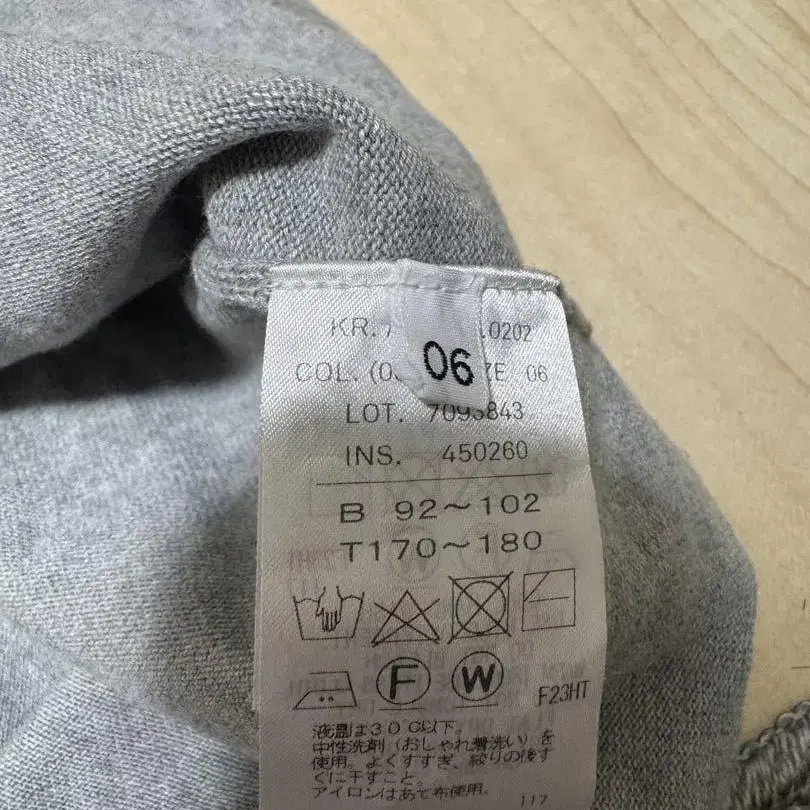 KR. .0202
06
COL. 06
LOT.
INS. 450260
B 92～102
T170～180
F W
F23HT
液温は30℃以下。
中性洗剤（おしゃれ着洗い）を
使用。よくすすぎ、絞りの後す
ぐに干すこと。
アイロンはあて布使用。
117